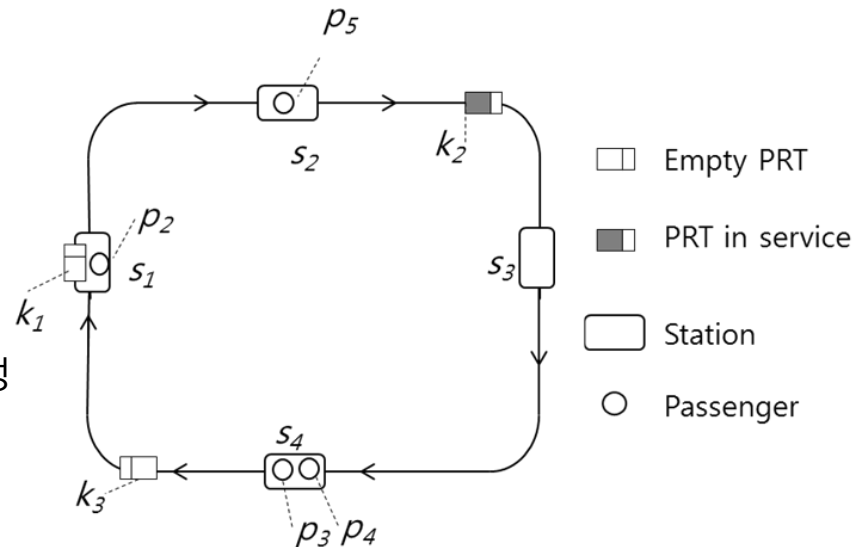 p5
s2
k2
Empty PRT
p2
s1
PRT in service
s3
k1
Station
s4
Passenger
k3
p3 p4